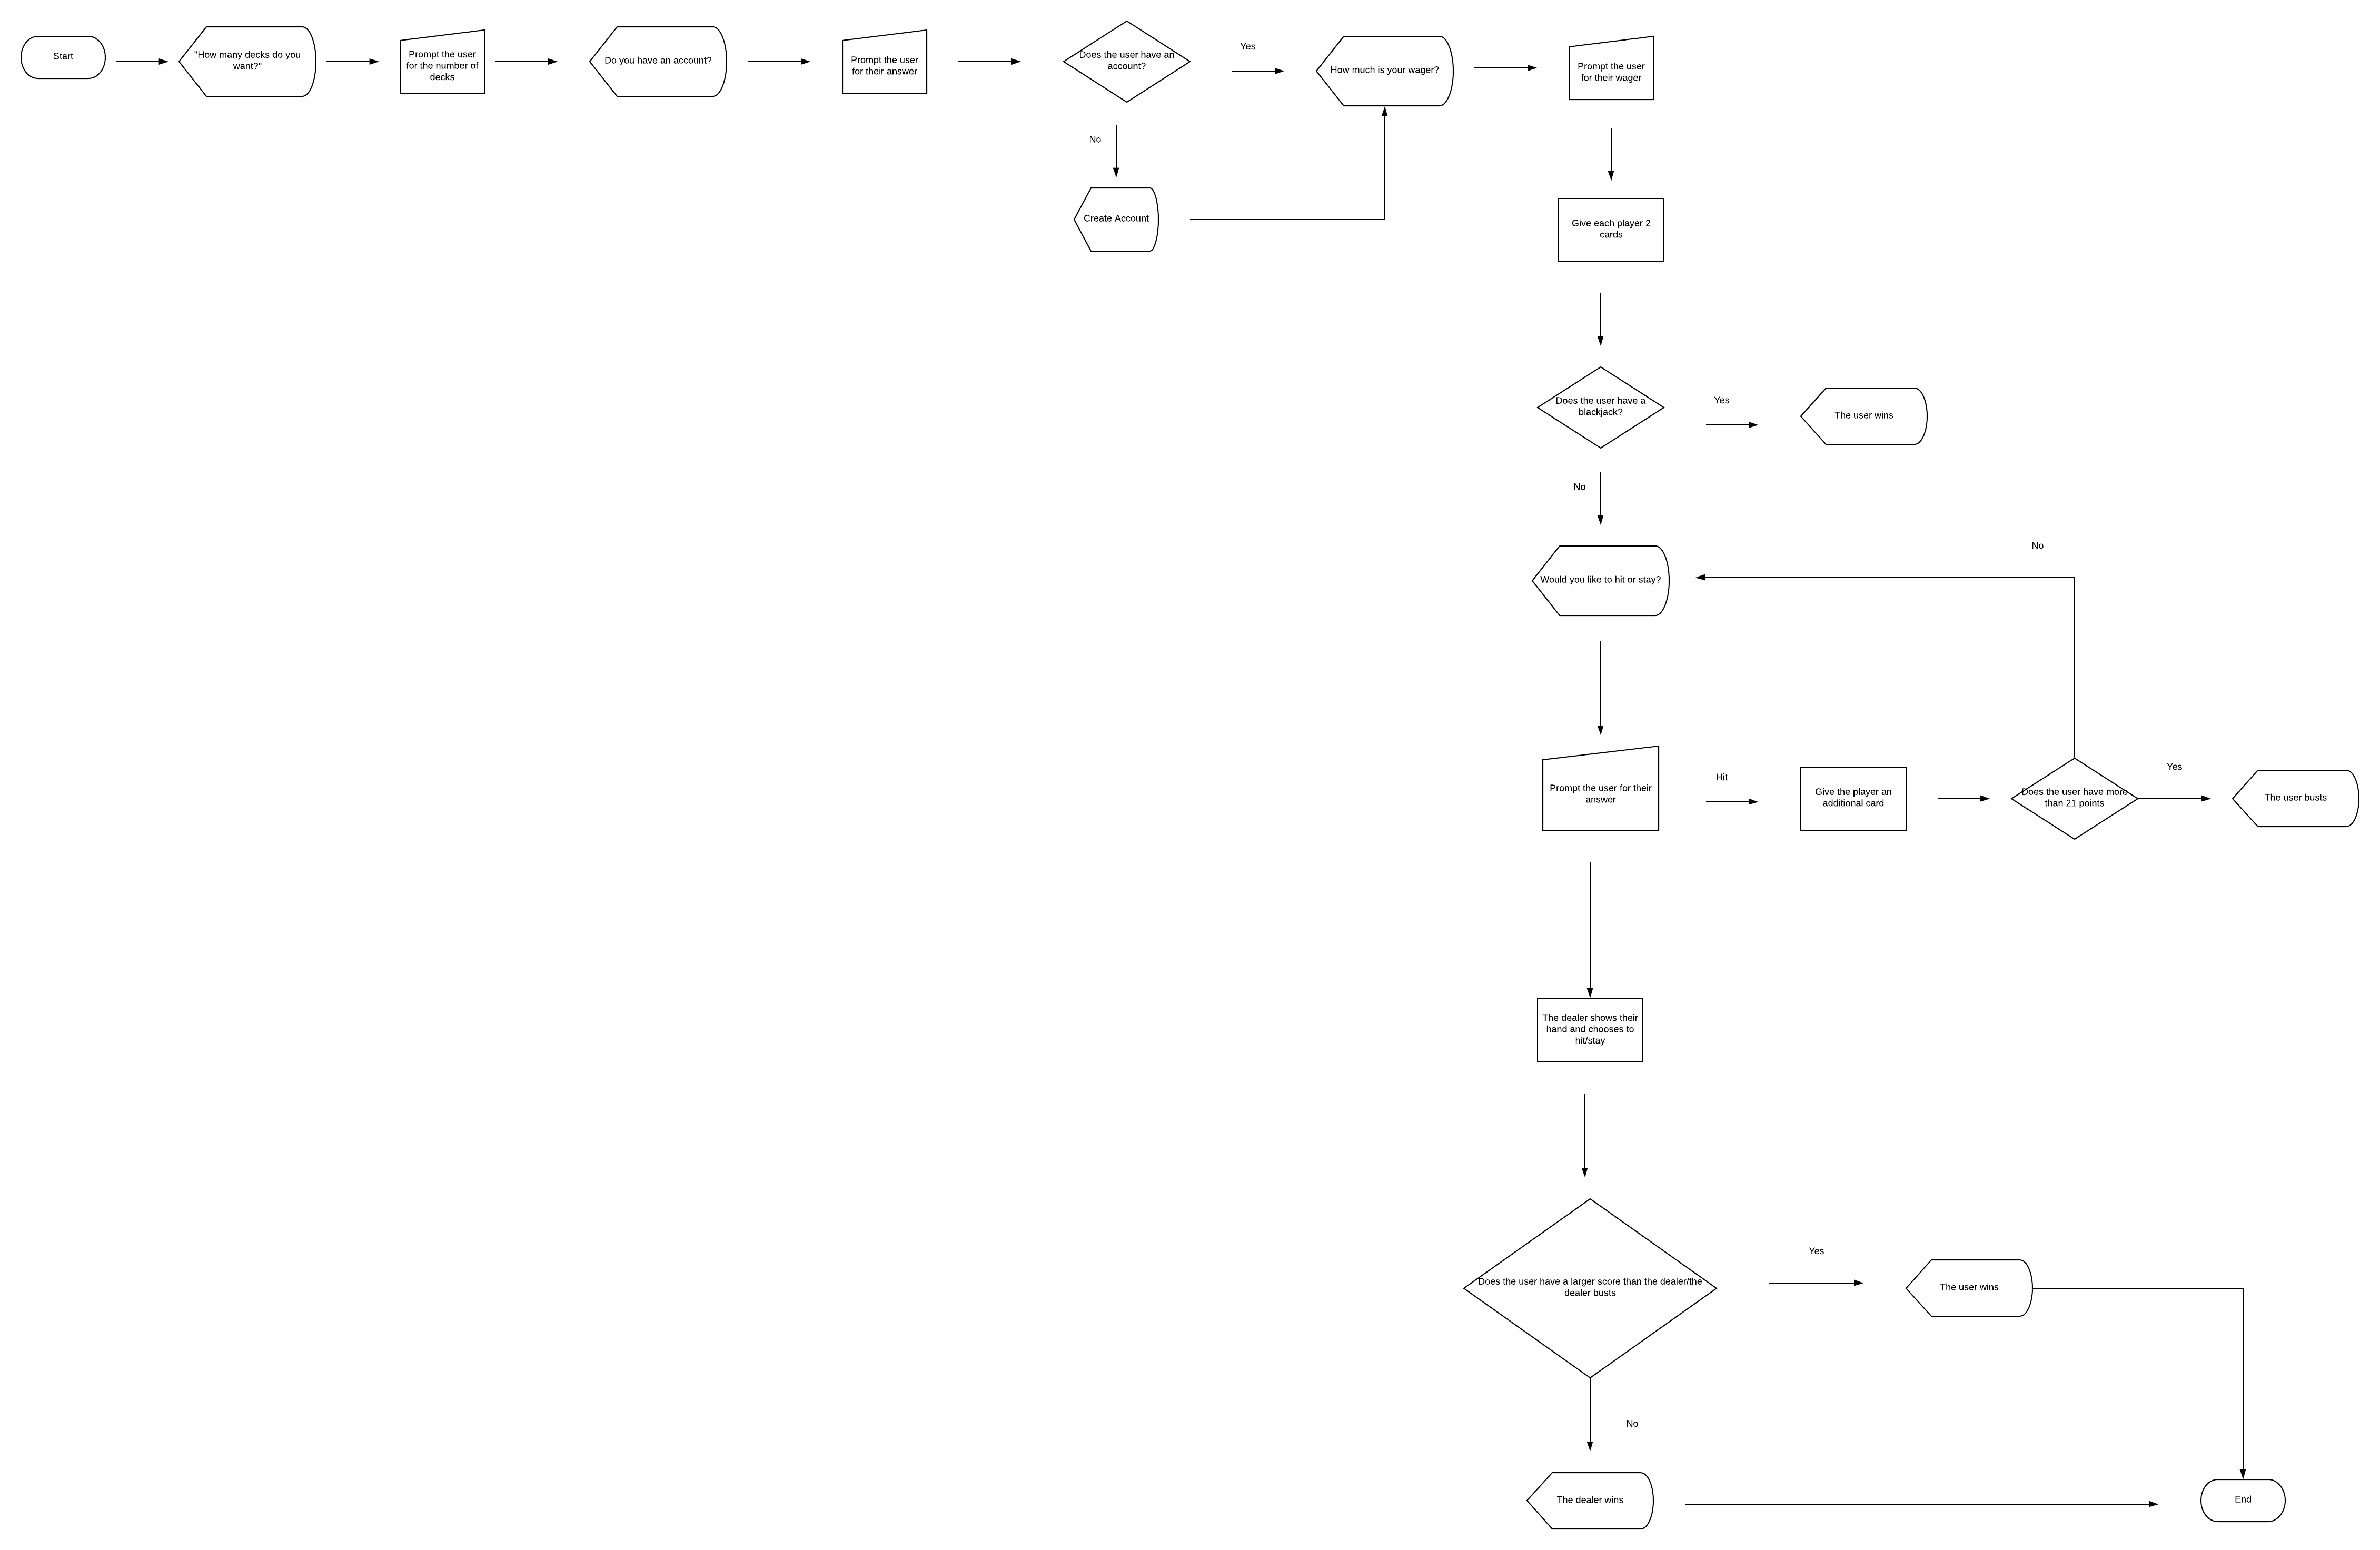 Start
"How many decks do you
want?"
Prompt the user
for the number of
decks
Do you have an account?
Prompt the user
for their answer
Does the user have an
account?
Yes
How much is your wager?
Prompt the user
for their wager
No
Create Account
Give each player 2
cards
Does the user have a
blackjack?
Yes
The user wins
No
Would you like to hit or stay?
No
Prompt the user for their
answer
Hit
Give the player an
additional card
Does the user have more
than 21 points
Yes
The user busts
The dealer shows their
hand and chooses to
hit/stay
Does the user have a larger score than the dealer/the
dealer busts
Yes
The user wins
No
The dealer wins
End